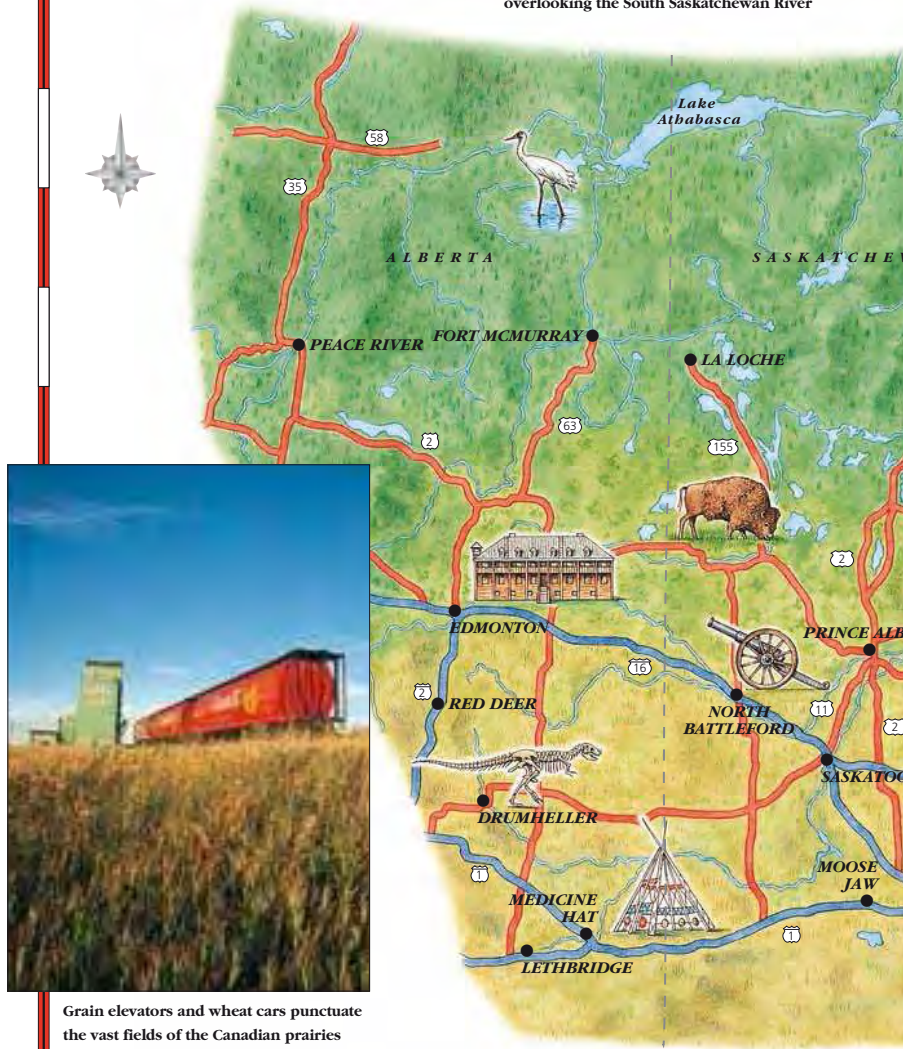 overlooking the South Saskatchewan River
Lake
Athabasca
58
35
ALBERTA
SASKATCHEW
PEACE RIVER
FORT MCMURRAY
LA LOCHE
2
63
155
2
EDMONTON
PRINCE ALB
16
2
RED DEER
NORTH
BATTLEFORD
11
2
SASKATOO
DRUMHELLER
1
MEDICINE
HAT
MOOSE
JAW
1
LETHBRIDGE
Grain elevators and wheat cars punctuate
the vast fields of the Canadian prairies